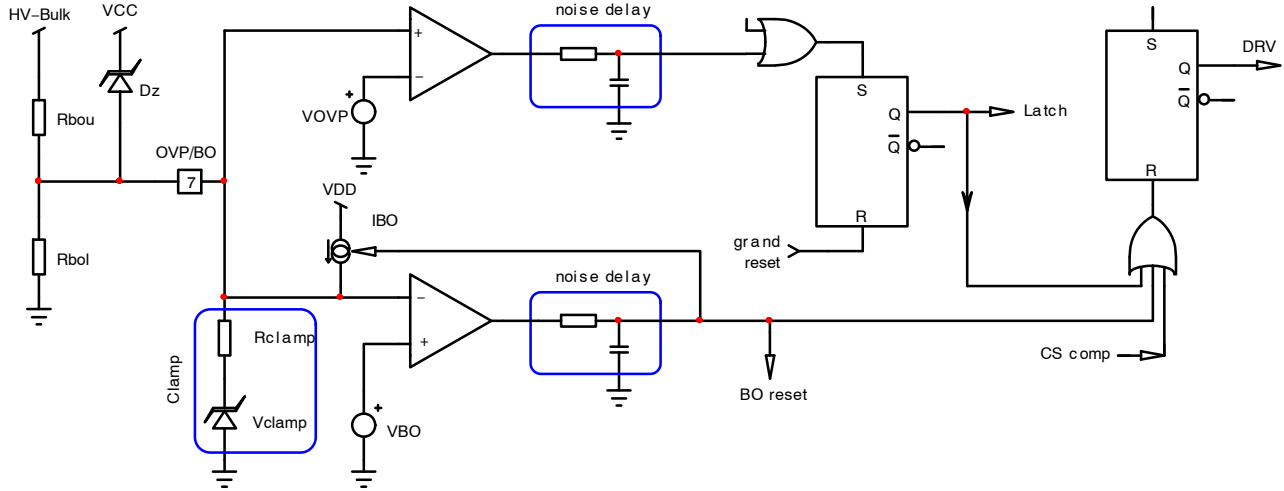 HV-Bulk
VCC
Dz
Rbou
OVP/BO
7
Rbol
+
−
+
VOVP
noise delay
S
Q
Q
R
Latch
grand
reset
S
Q
Q
R
DRV
VDD
IBO
noise delay
−
+
Clamp
Rclamp
Vclamp
+
VBO
BO reset
CS comp